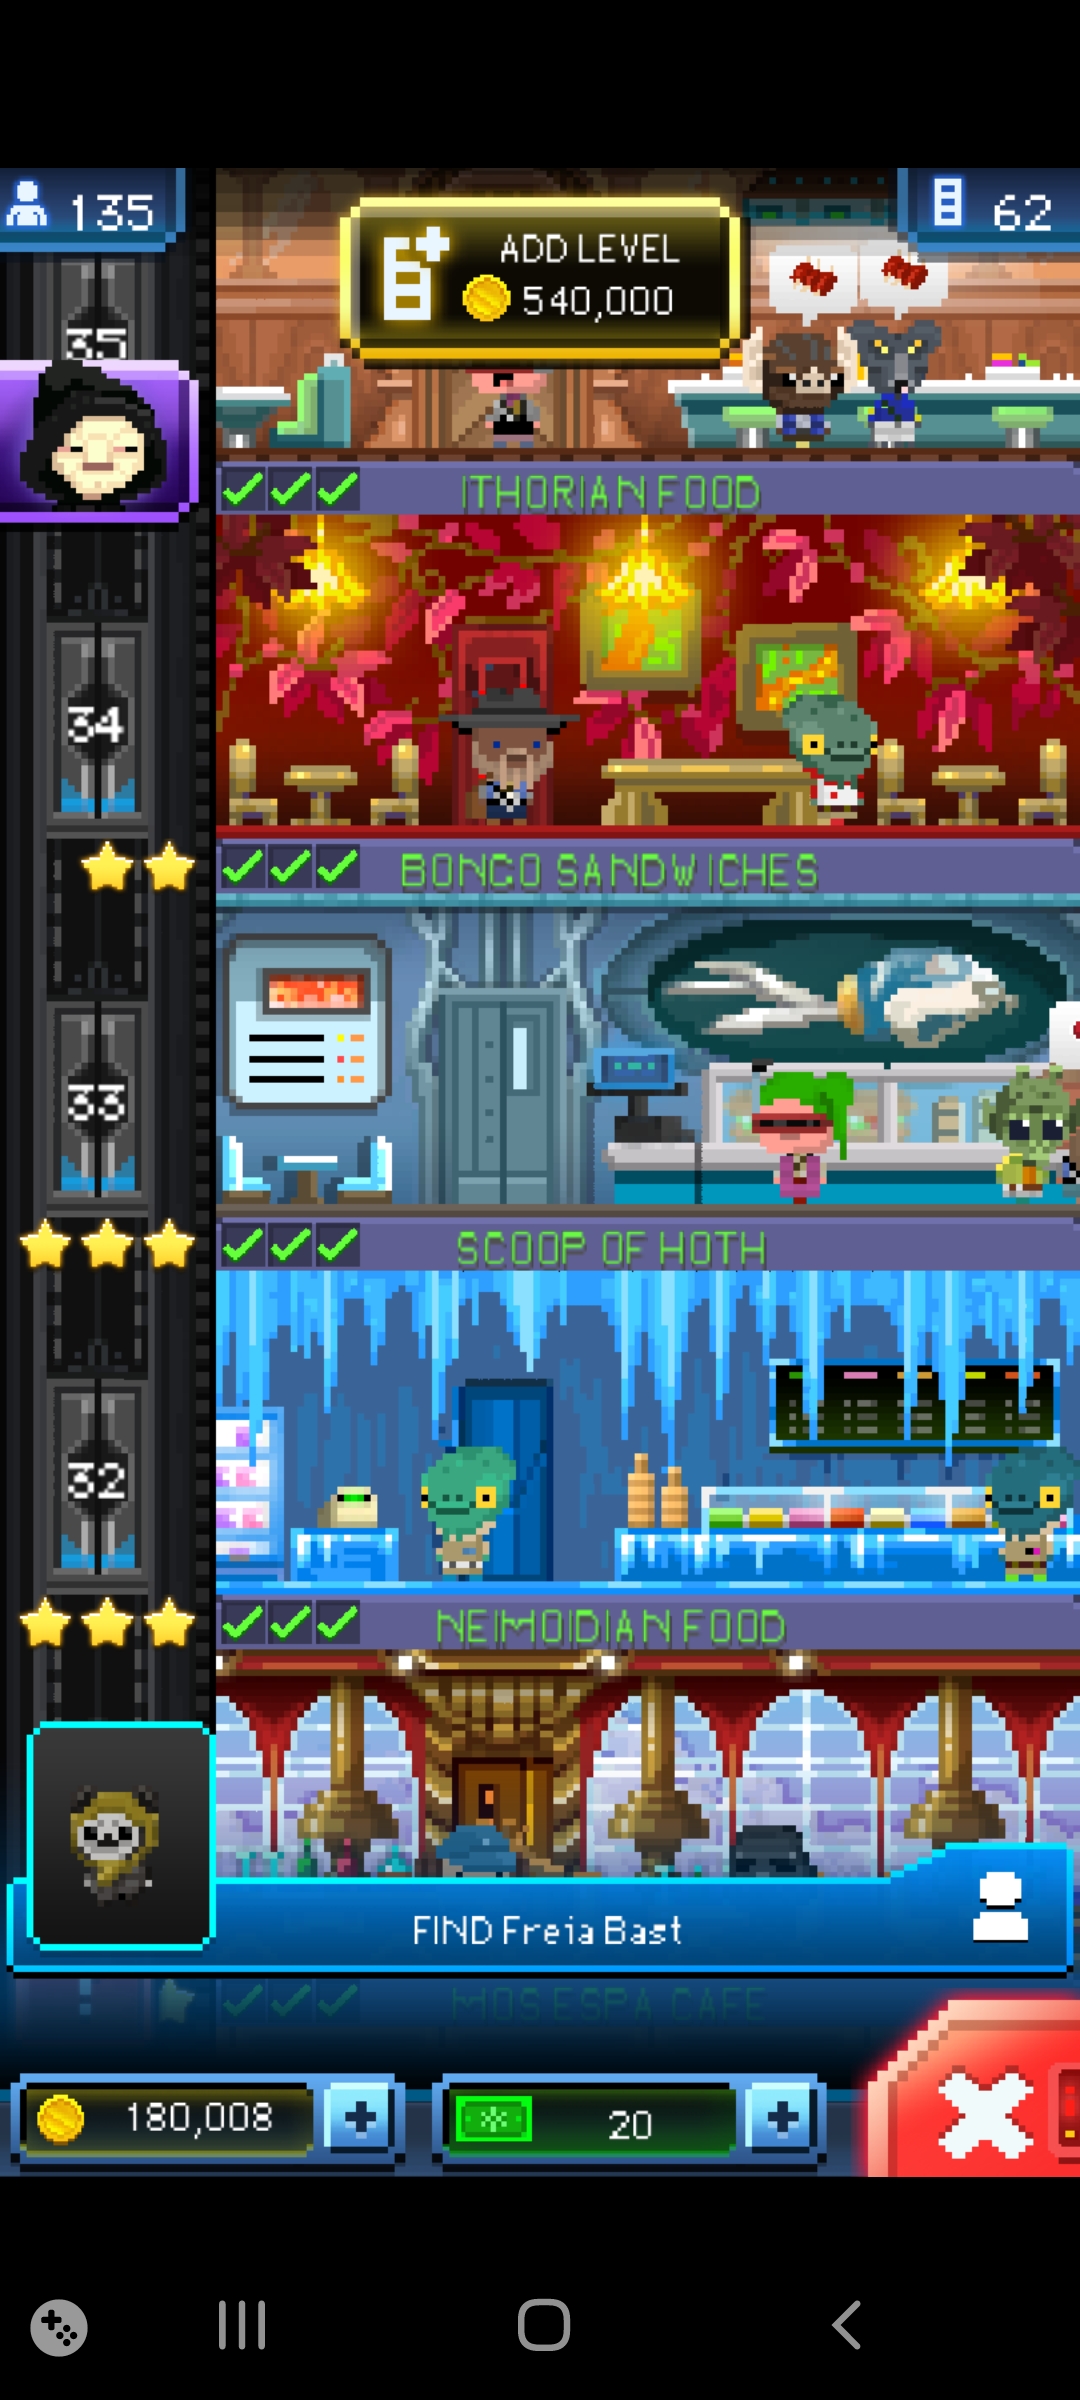 135
ADD LEVEL
540,000
62
35
ITHORIAN FOOD
34
BONGO SANDWICHES
33
SCOOP OF HOTH
32
NEIMOIDIAN FOOD
FIND Freia Bast
MOS ESPA CAFE
180,008
20